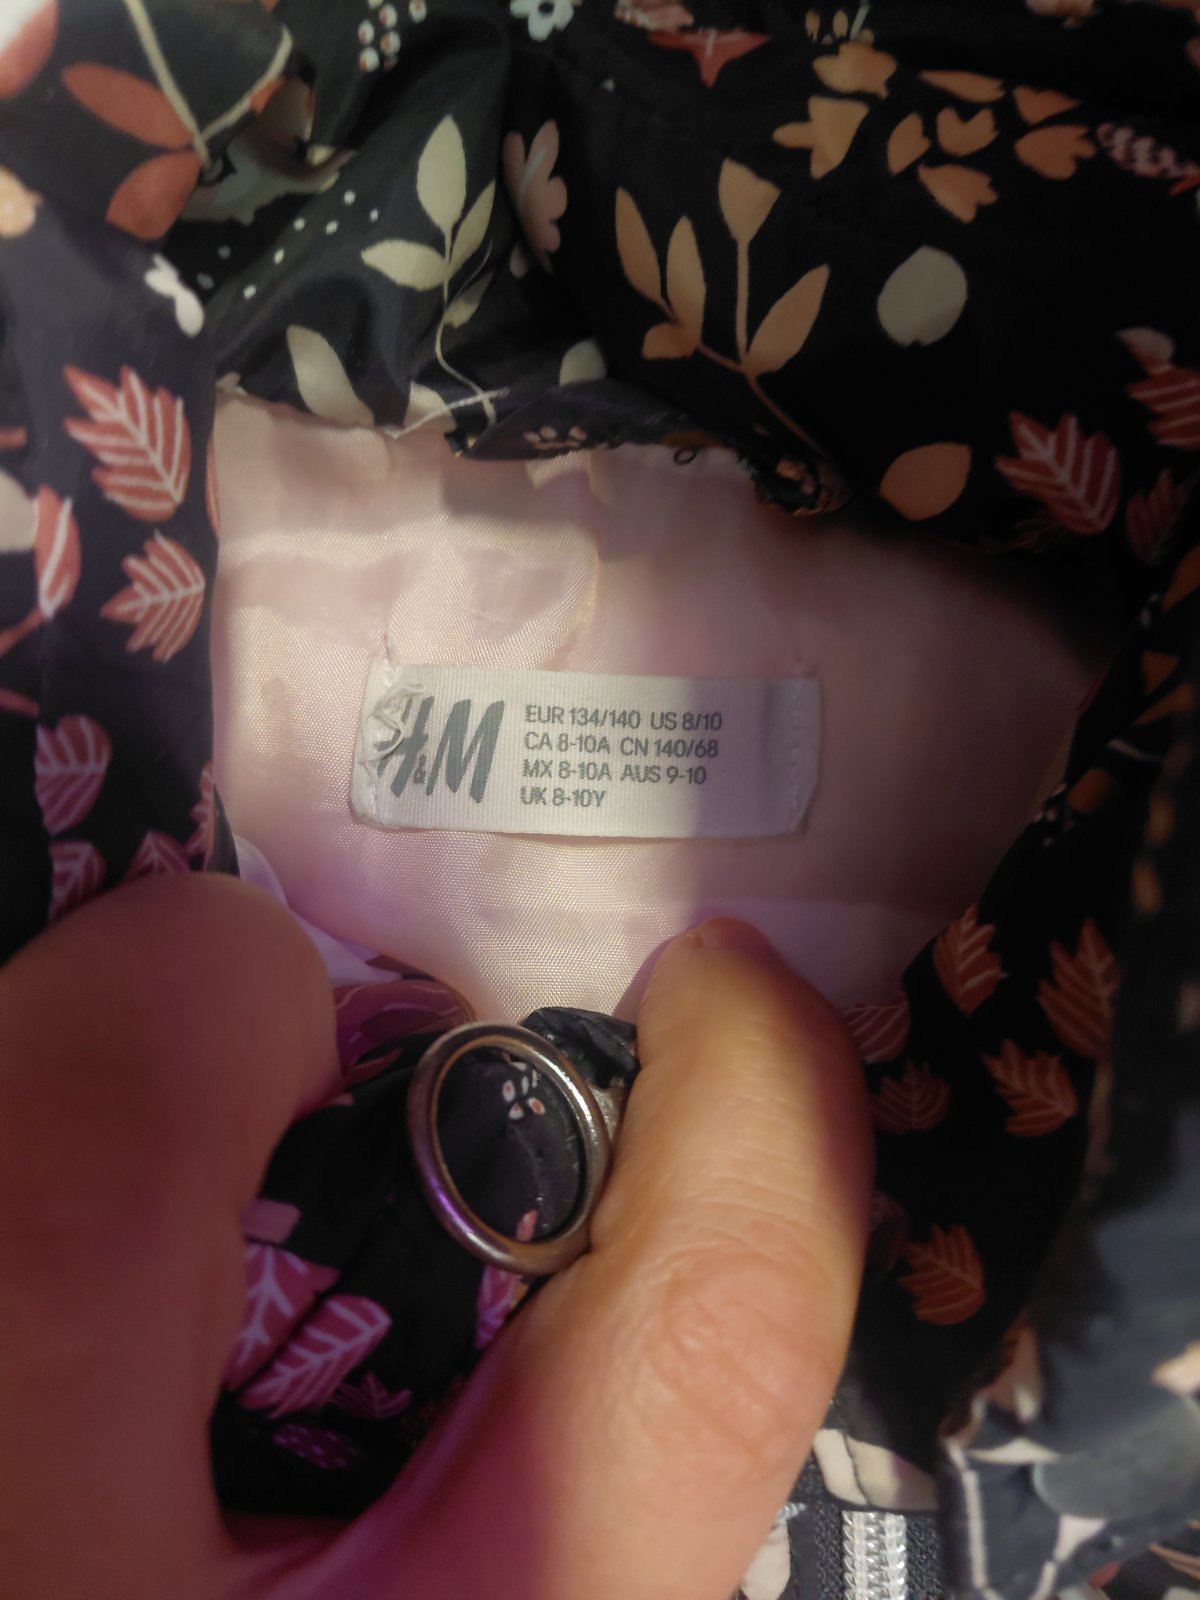 H&M
EUR 134/140 US 8/10
CA 8-10A CN 140/68
MX 8-10A AUS 9-10
UK 8-10Y